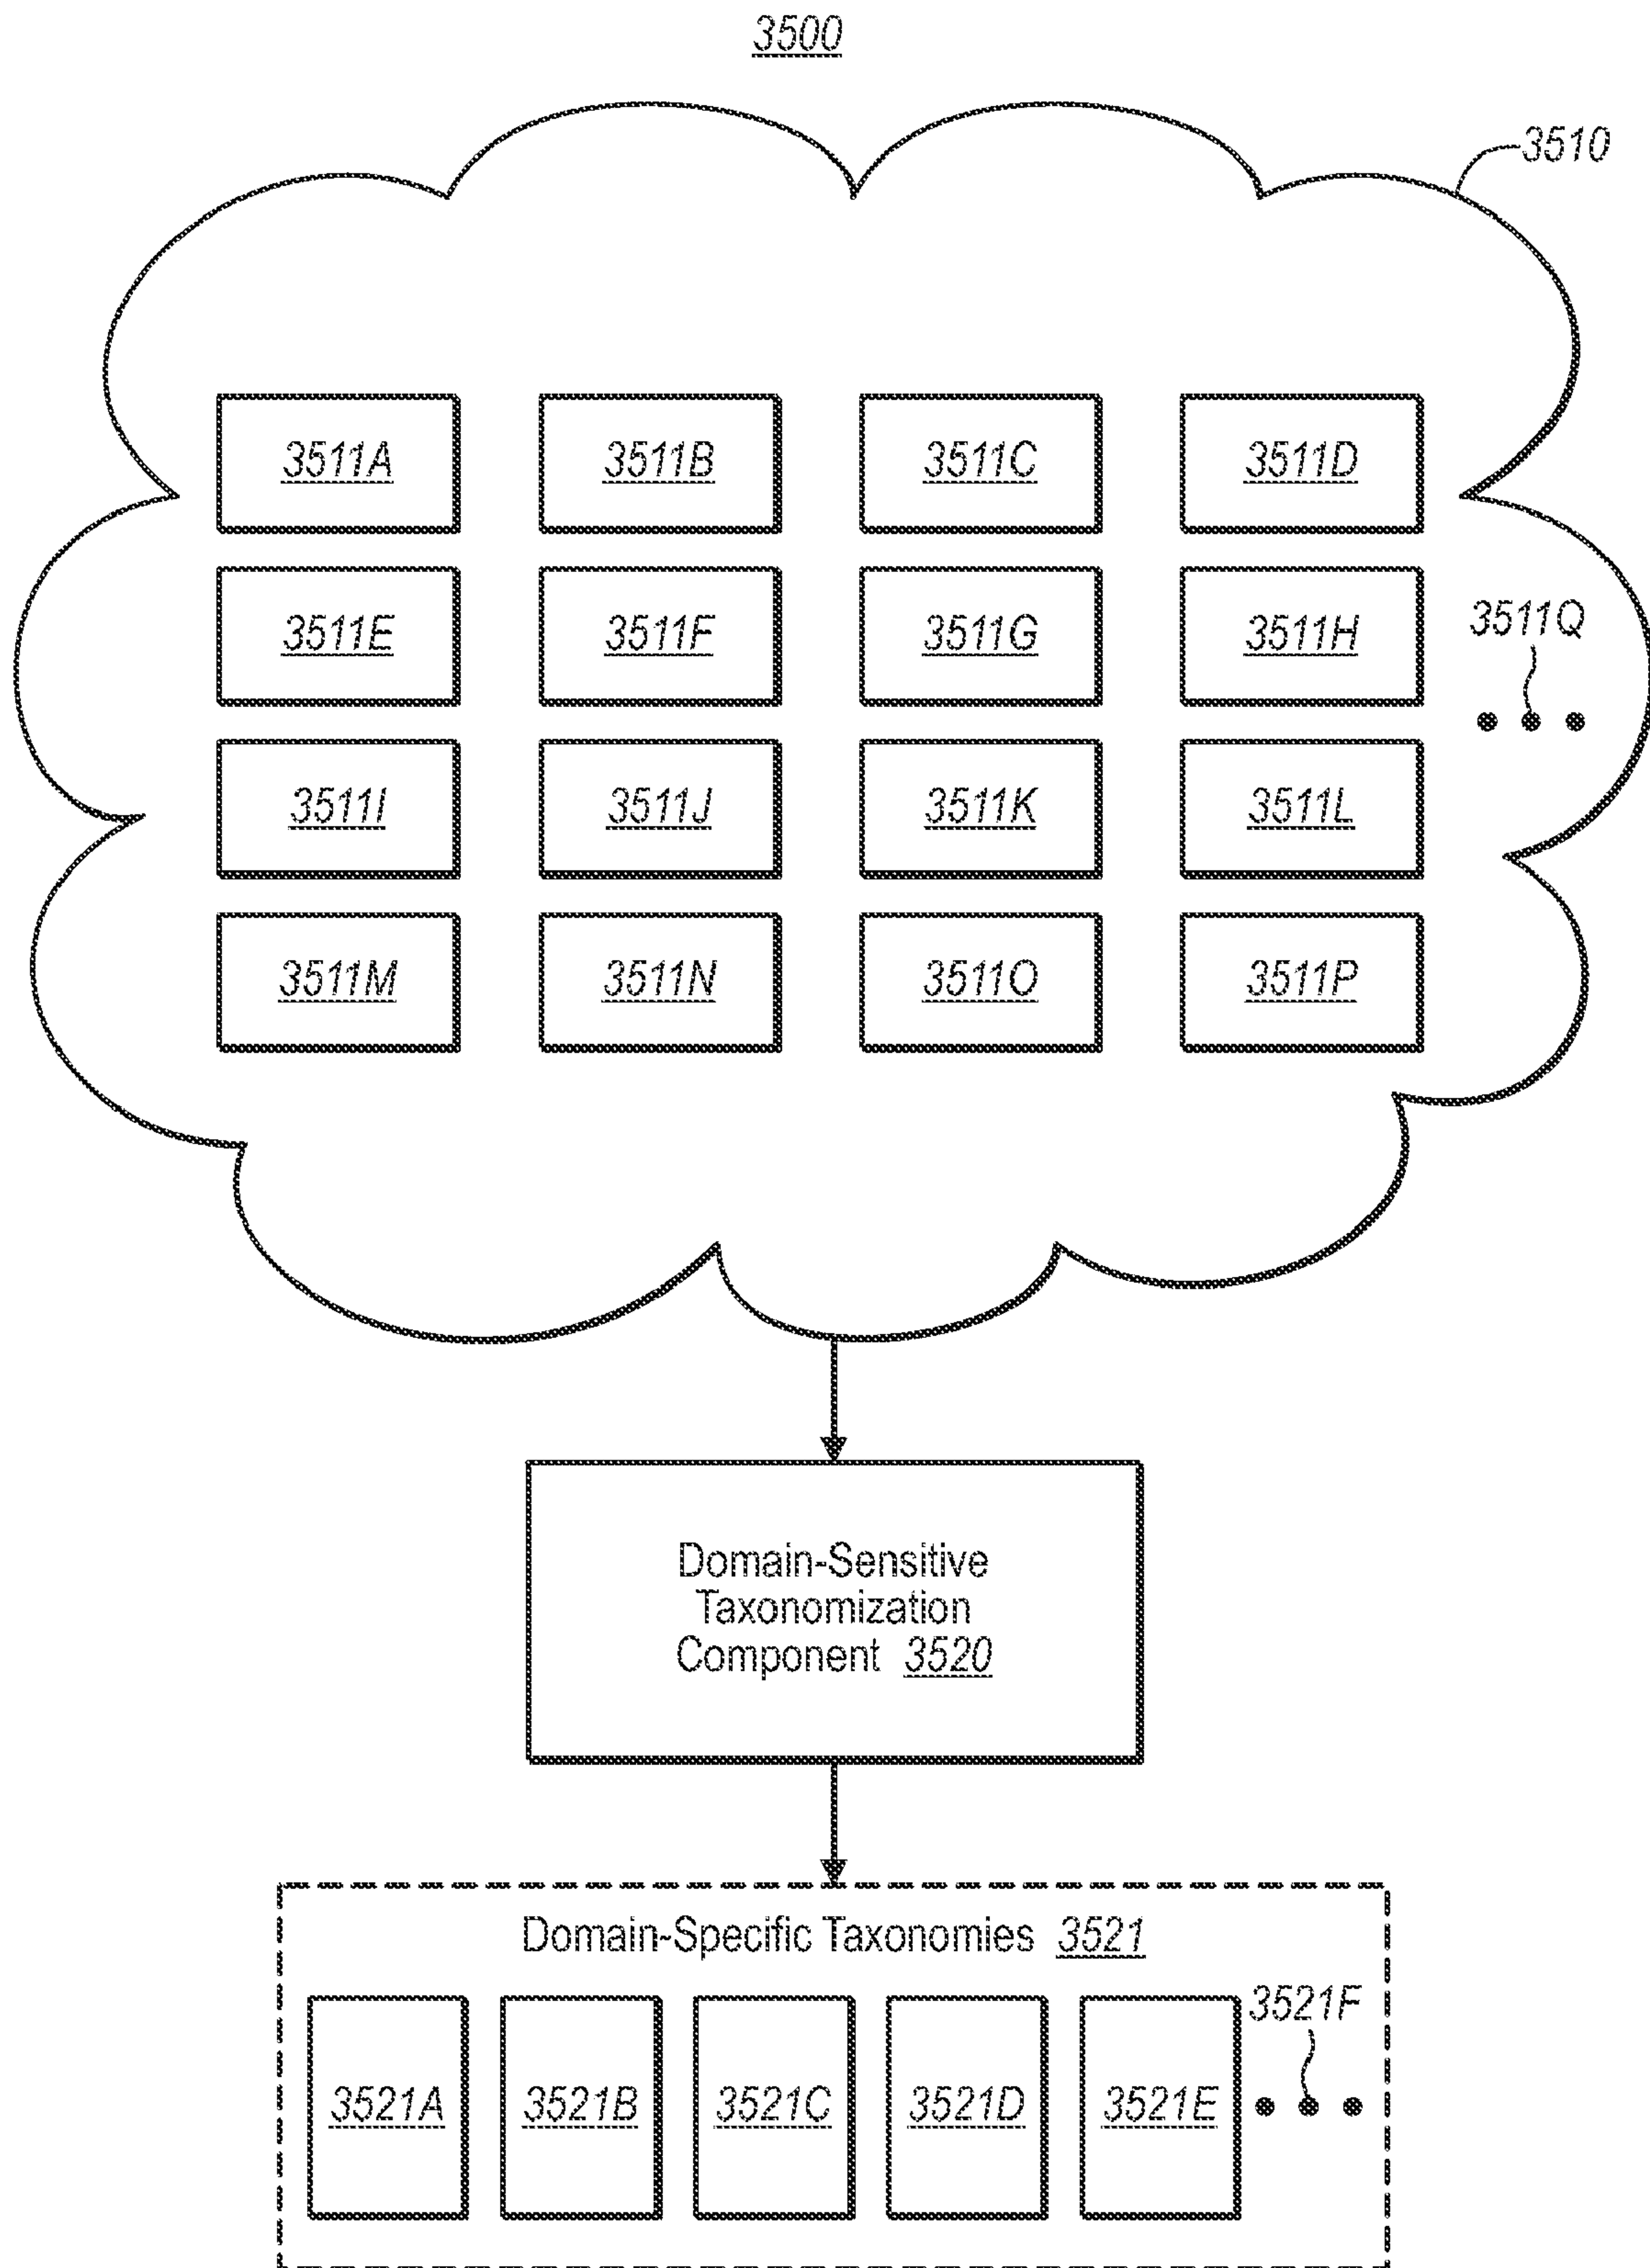 3500
3510
3511A 3511B 3511C 3511D
3511E 3511F 3511G 3511H
3511Q
3511I 3511J 3511K 3511L
3511M 3511N 3511O 3511P
Domain-Sensitive
Taxonomization
Component 3520
Domain-Specific Taxonomies 3521
3521F
3521A 3521B 3521C 3521D 3521E